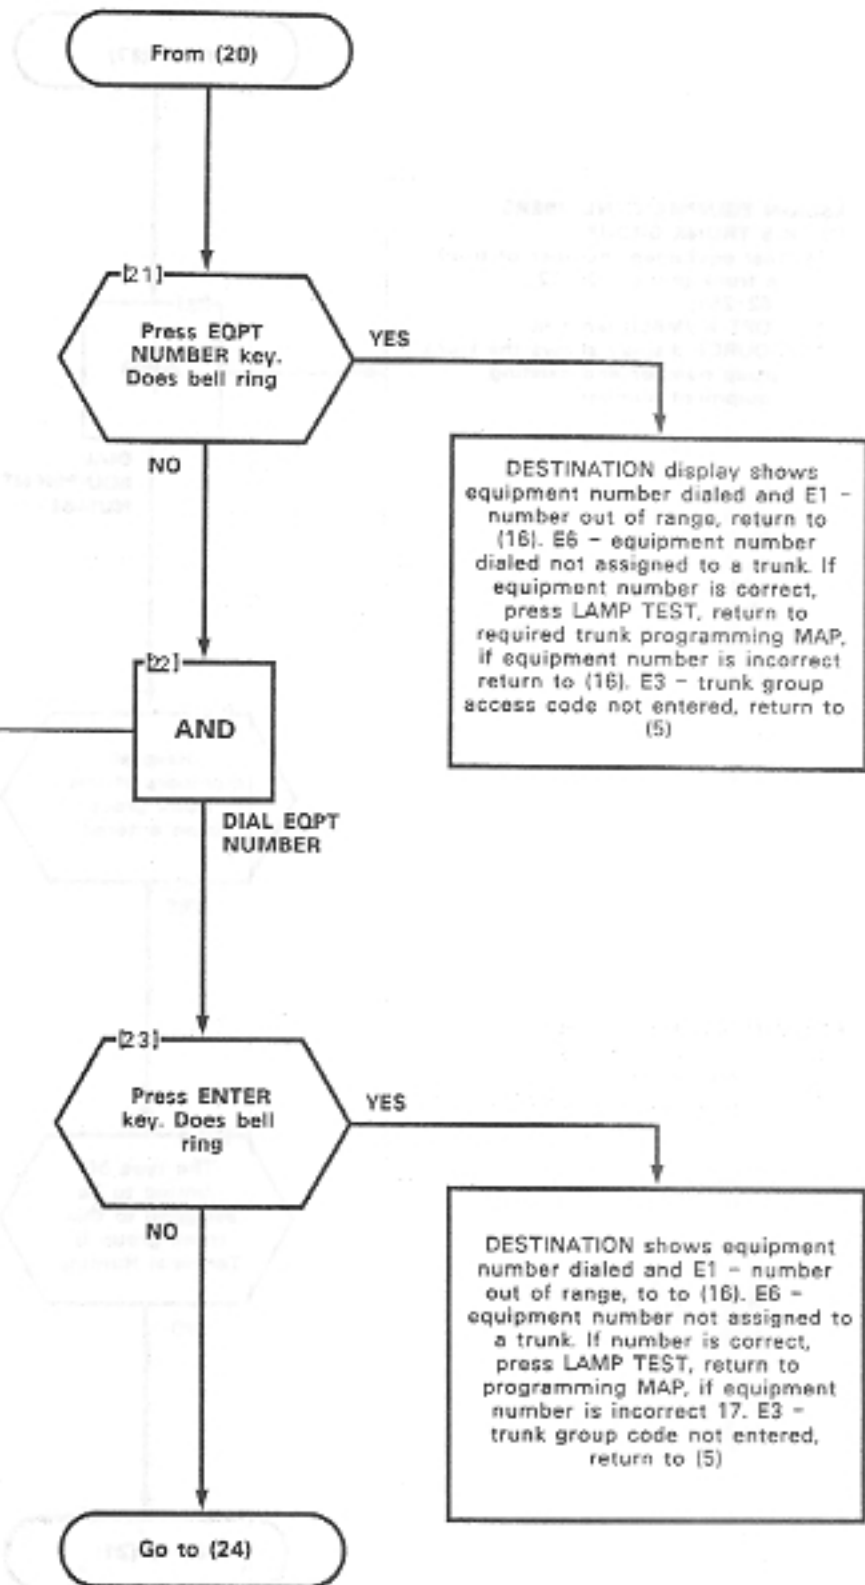 From (20)
[21]
Press EQPT
NUMBER key.
Does bell ring
YES
NO
DESTINATION display shows
equipment number dialed and E1 -
number out of range, return to
(16). E6 - equipment number
dialed not assigned to a trunk. If
equipment number is correct,
press LAMP TEST, return to
required trunk programming MAP,
if equipment number is incorrect
return to (16). E3 - trunk group
access code not entered, return to
(5)
[22]
AND
DIAL EQPT
NUMBER
[23]
Press ENTER
key. Does bell
ring
YES
NO
DESTINATION shows equipment
number dialed and E1 - number
out of range, to to (16). E6 -
equipment number not assigned to
a trunk. If number is correct,
press LAMP TEST, return to
programming MAP, if equipment
number is incorrect 17. E3 -
trunk group code not entered,
return to (5)
Go to (24)